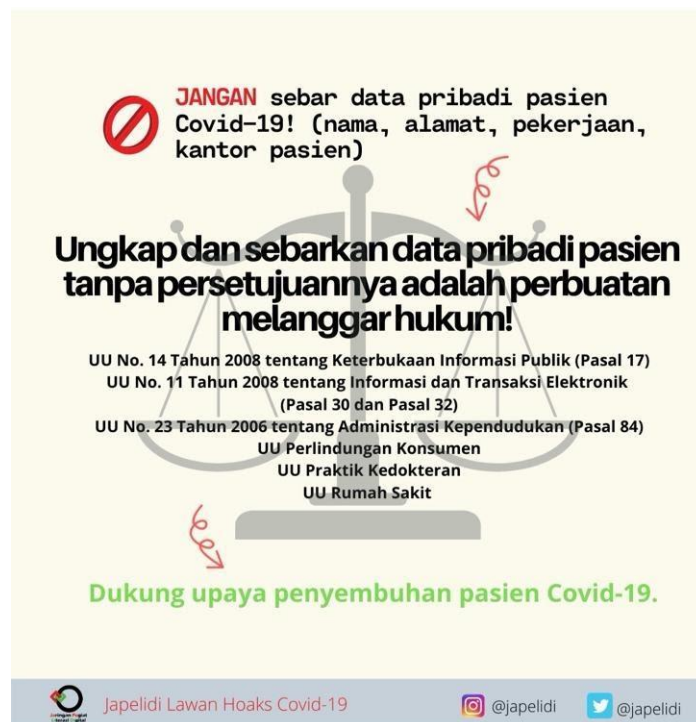 JANGAN sebar data pribadi pasien
Covid-19! (nama, alamat, pekerjaan,
kantor pasien)
Ungkap dan sebarkan data pribadi pasien
tanpa persetujuannya adalah perbuatan
melanggar hukum!
UU No. 14 Tahun 2008 tentang Keterbukaan Informasi Publik (Pasal 17)
UU No. 11 Tahun 2008 tentang Informasi dan Transaksi Elektronik
(Pasal 30 dan Pasal 32)
UU No. 23 Tahun 2006 tentang Administrasi Kependudukan (Pasal 84)
UU Perlindungan Konsumen
UU Praktik Kedokteran
UU Rumah Sakit
Dukung upaya penyembuhan pasien Covid-19.
Japelidi Lawan Hoaks Covid-19
@japelidi
@japelidi